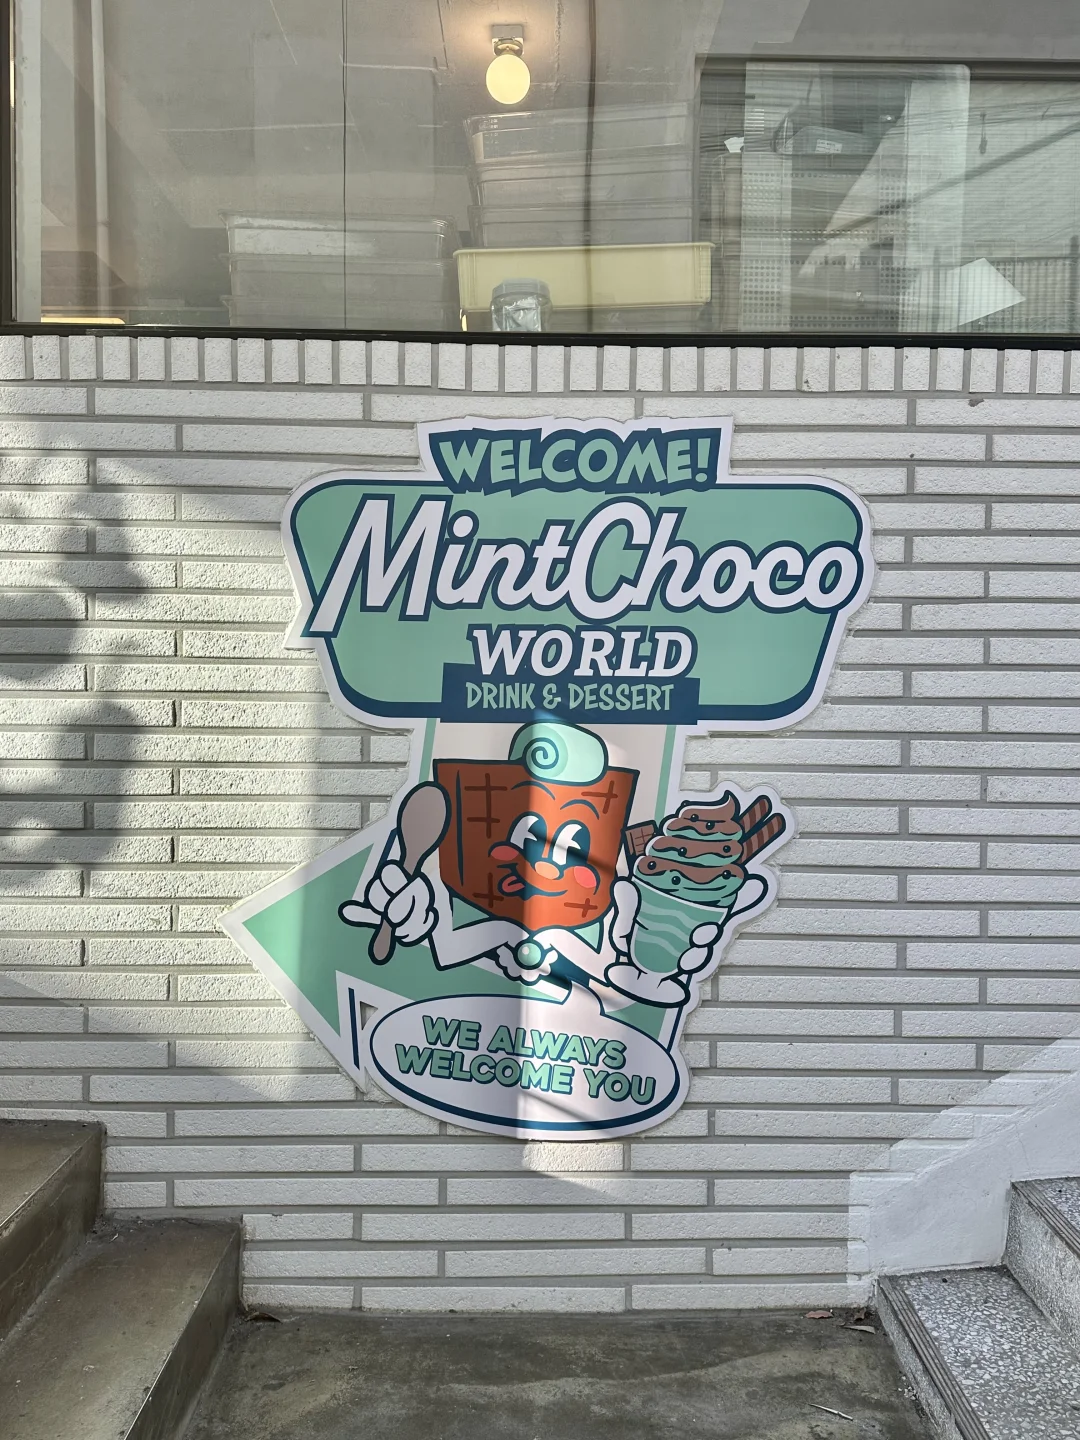 WELCOME!
MintChoco
WORLD
DRINK & DESSERT
WE ALWAYS
WELCOME YOU